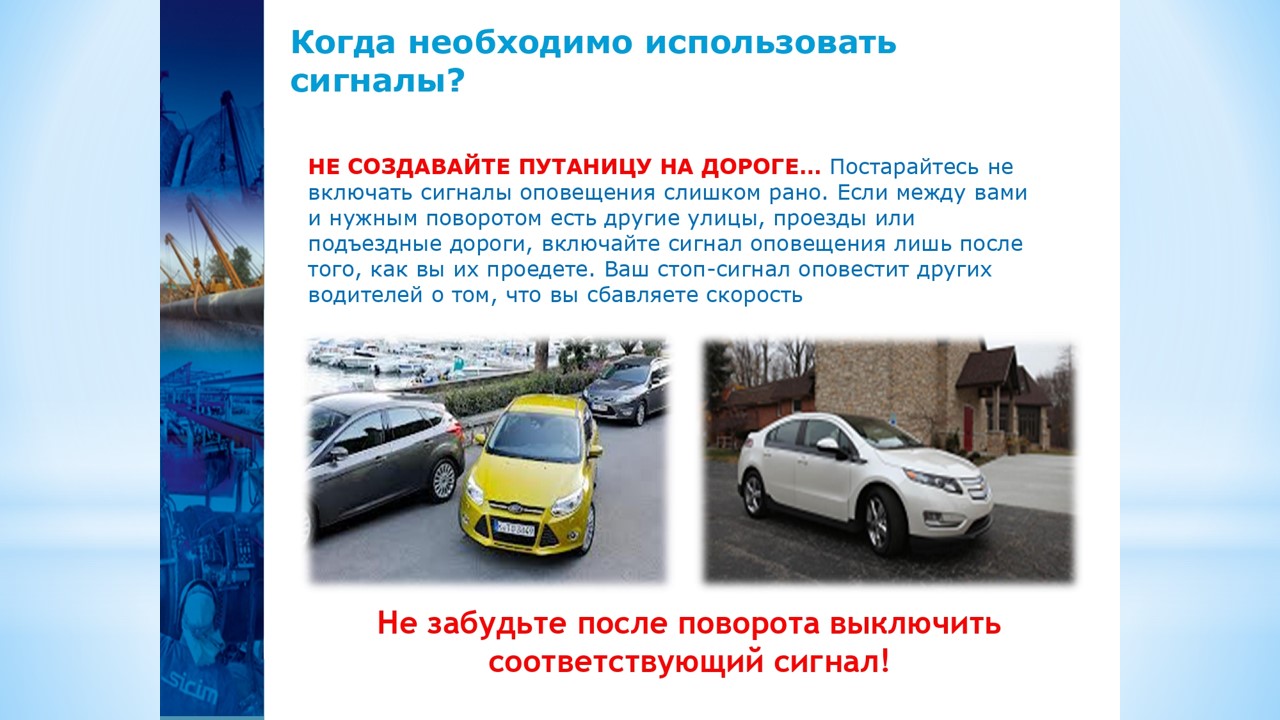 Когда необходимо использовать
сигналы?
НЕ СОЗДАВАЙТЕ ПУТАНИЦУ НА ДОРОГЕ... Постарайтесь не
включать сигналы оповещения слишком рано. Если между вами
и нужным поворотом есть другие улицы, проезды или
подъездные дороги, включайте сигнал оповещения лишь после
того, как вы их проедете. Ваш стоп-сигнал оповестит других
водителей о том, что вы сбавляете скорость
Не забудьте после поворота выключить
соответствующий сигнал!
sicim